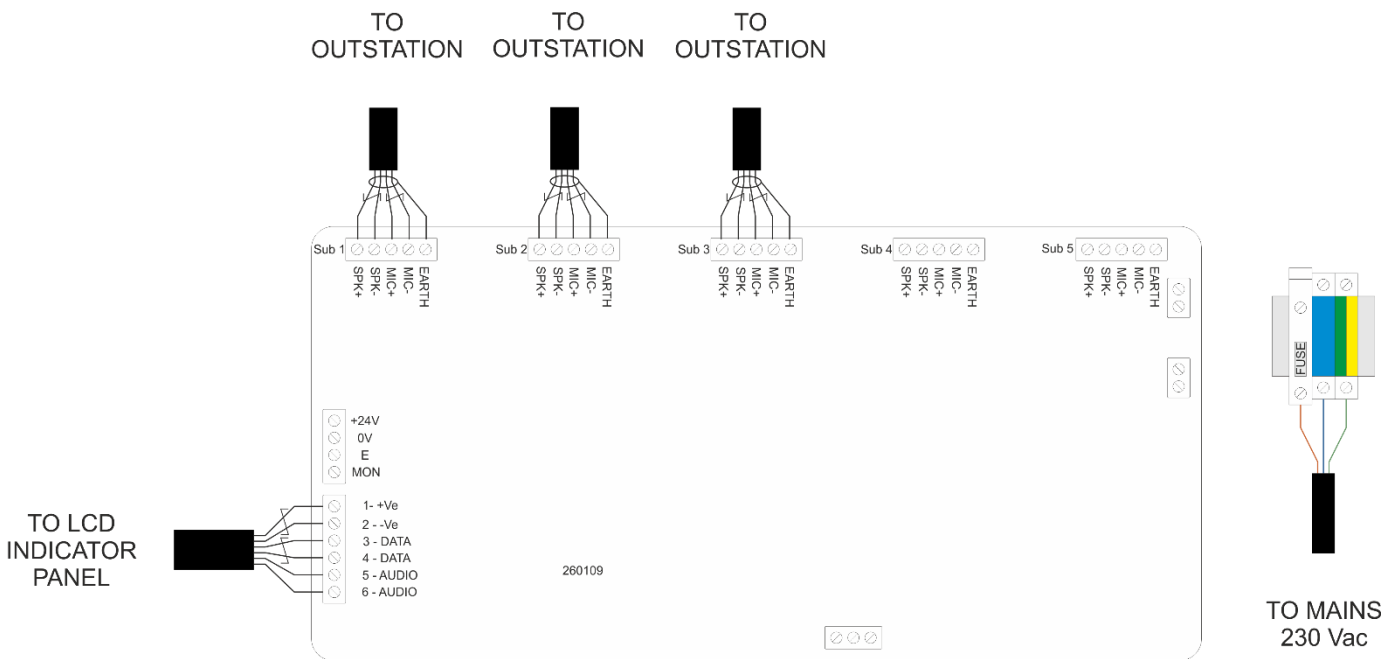 TO
OUTSTATION
TO
OUTSTATION
TO
OUTSTATION
Sub 1
SPK+
SPK-
MIC+
MIC-
EARTH
Sub 2
SPK+
SPK-
MIC+
MIC-
EARTH
Sub 3
SPK+
SPK-
MIC+
MIC-
EARTH
Sub 4
SPK+
SPK-
MIC+
MIC-
EARTH
Sub 5
SPK+
SPK-
MIC+
MIC-
EARTH
FUSE
+24V
0V
E
MON
1- +Ve
2 - -Ve
3 - DATA
4 - DATA
5 - AUDIO
6 - AUDIO
TO LCD
INDICATOR
PANEL
260109
TO MAINS
230 Vac